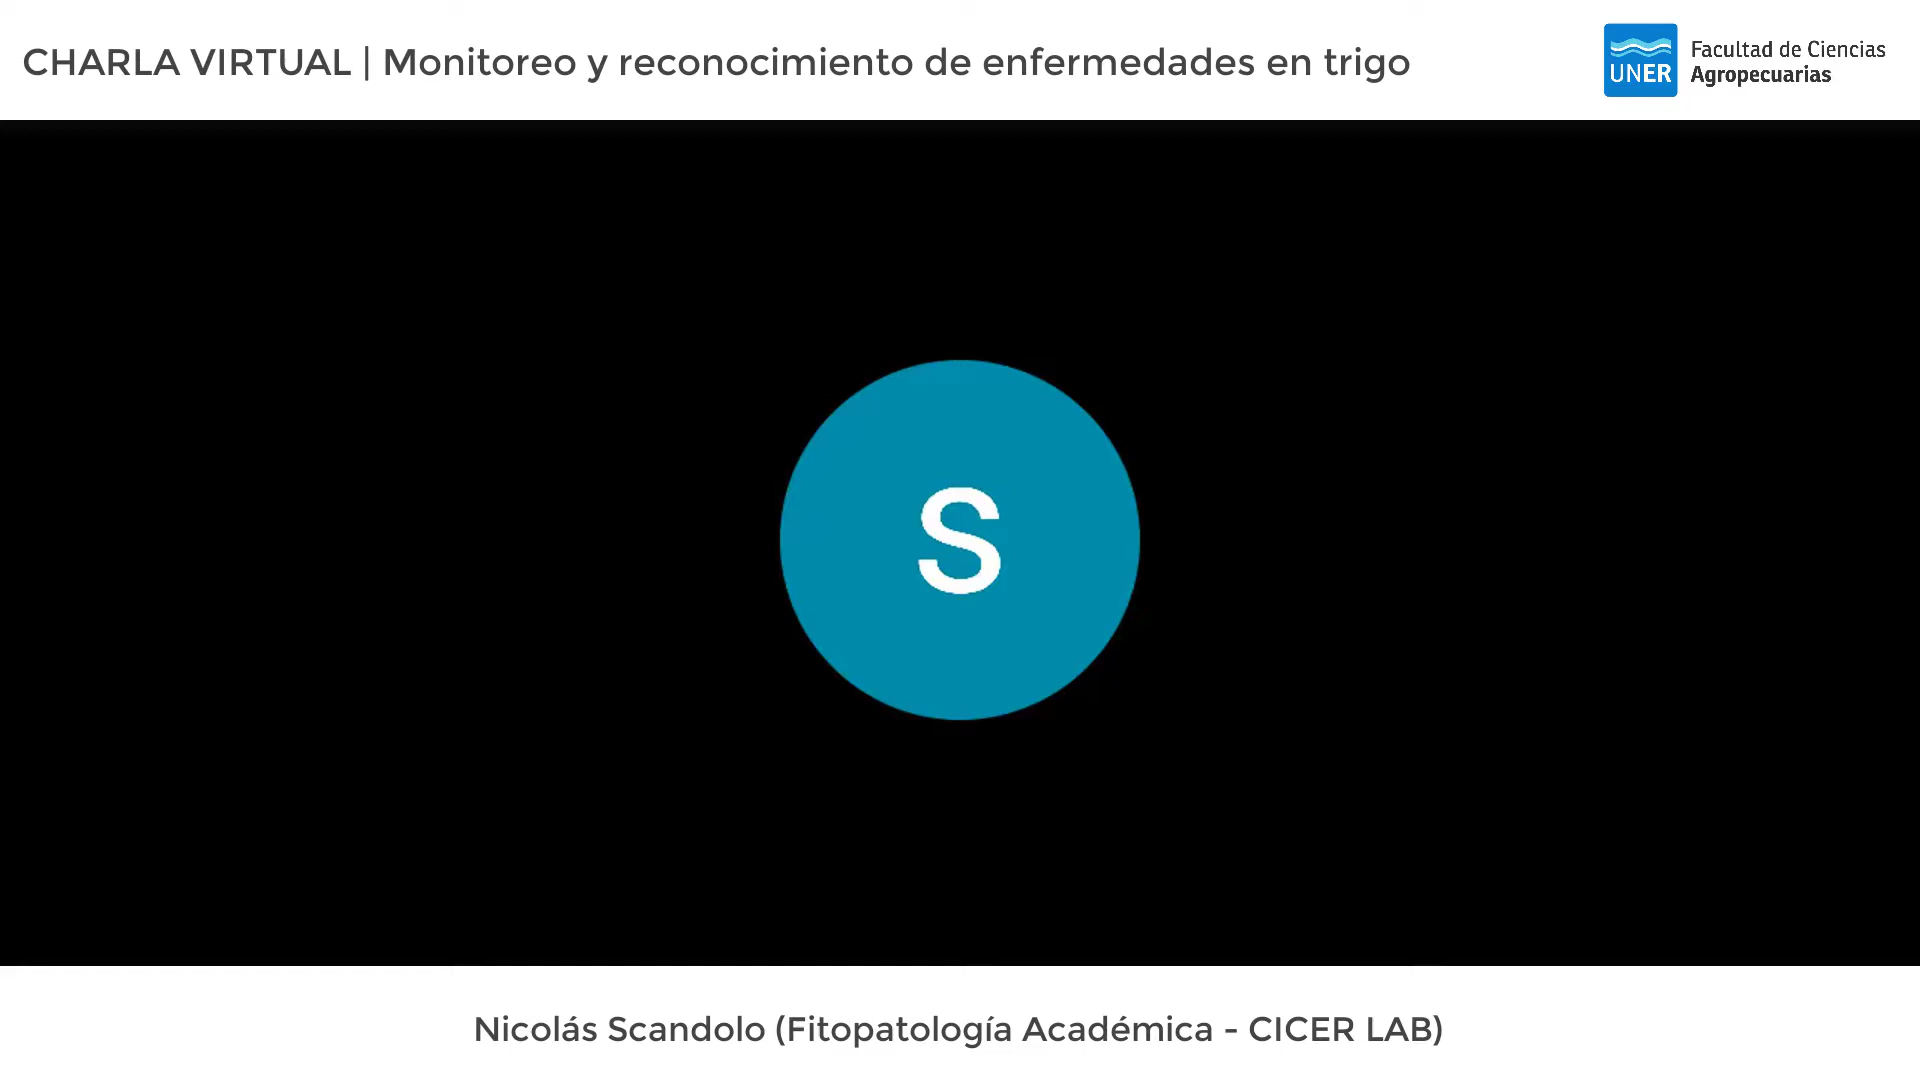 CHARLA VIRTUAL | Monitoreo y reconocimiento de enfermedades en trigo
UNER
Facultad de Ciencias
Agropecuarias
S
Nicolás Scandolo (Fitopatología Académica - CICER LAB)